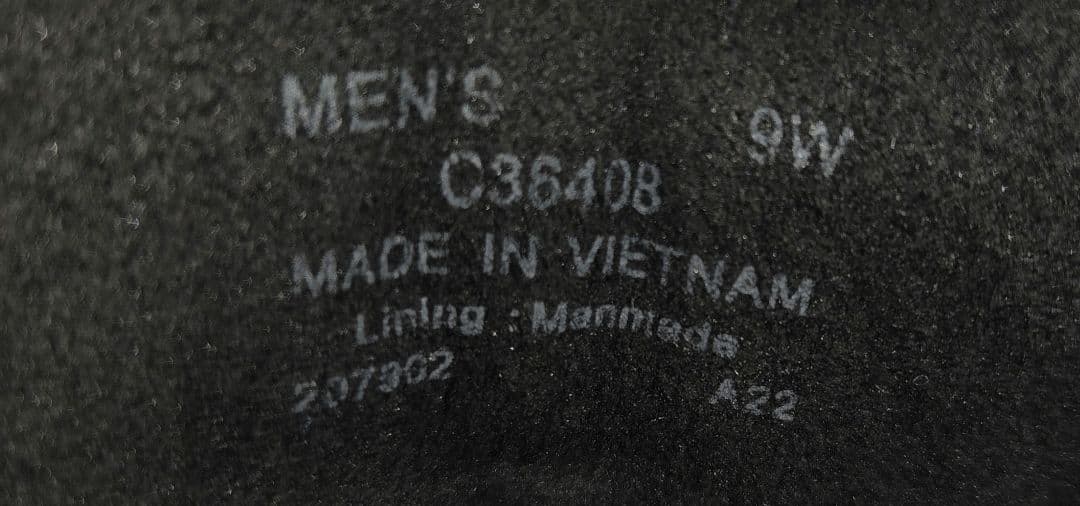 MEN'S 9W
C36408
MADE IN VIETNAM
Lining : Manmade
207302 A22